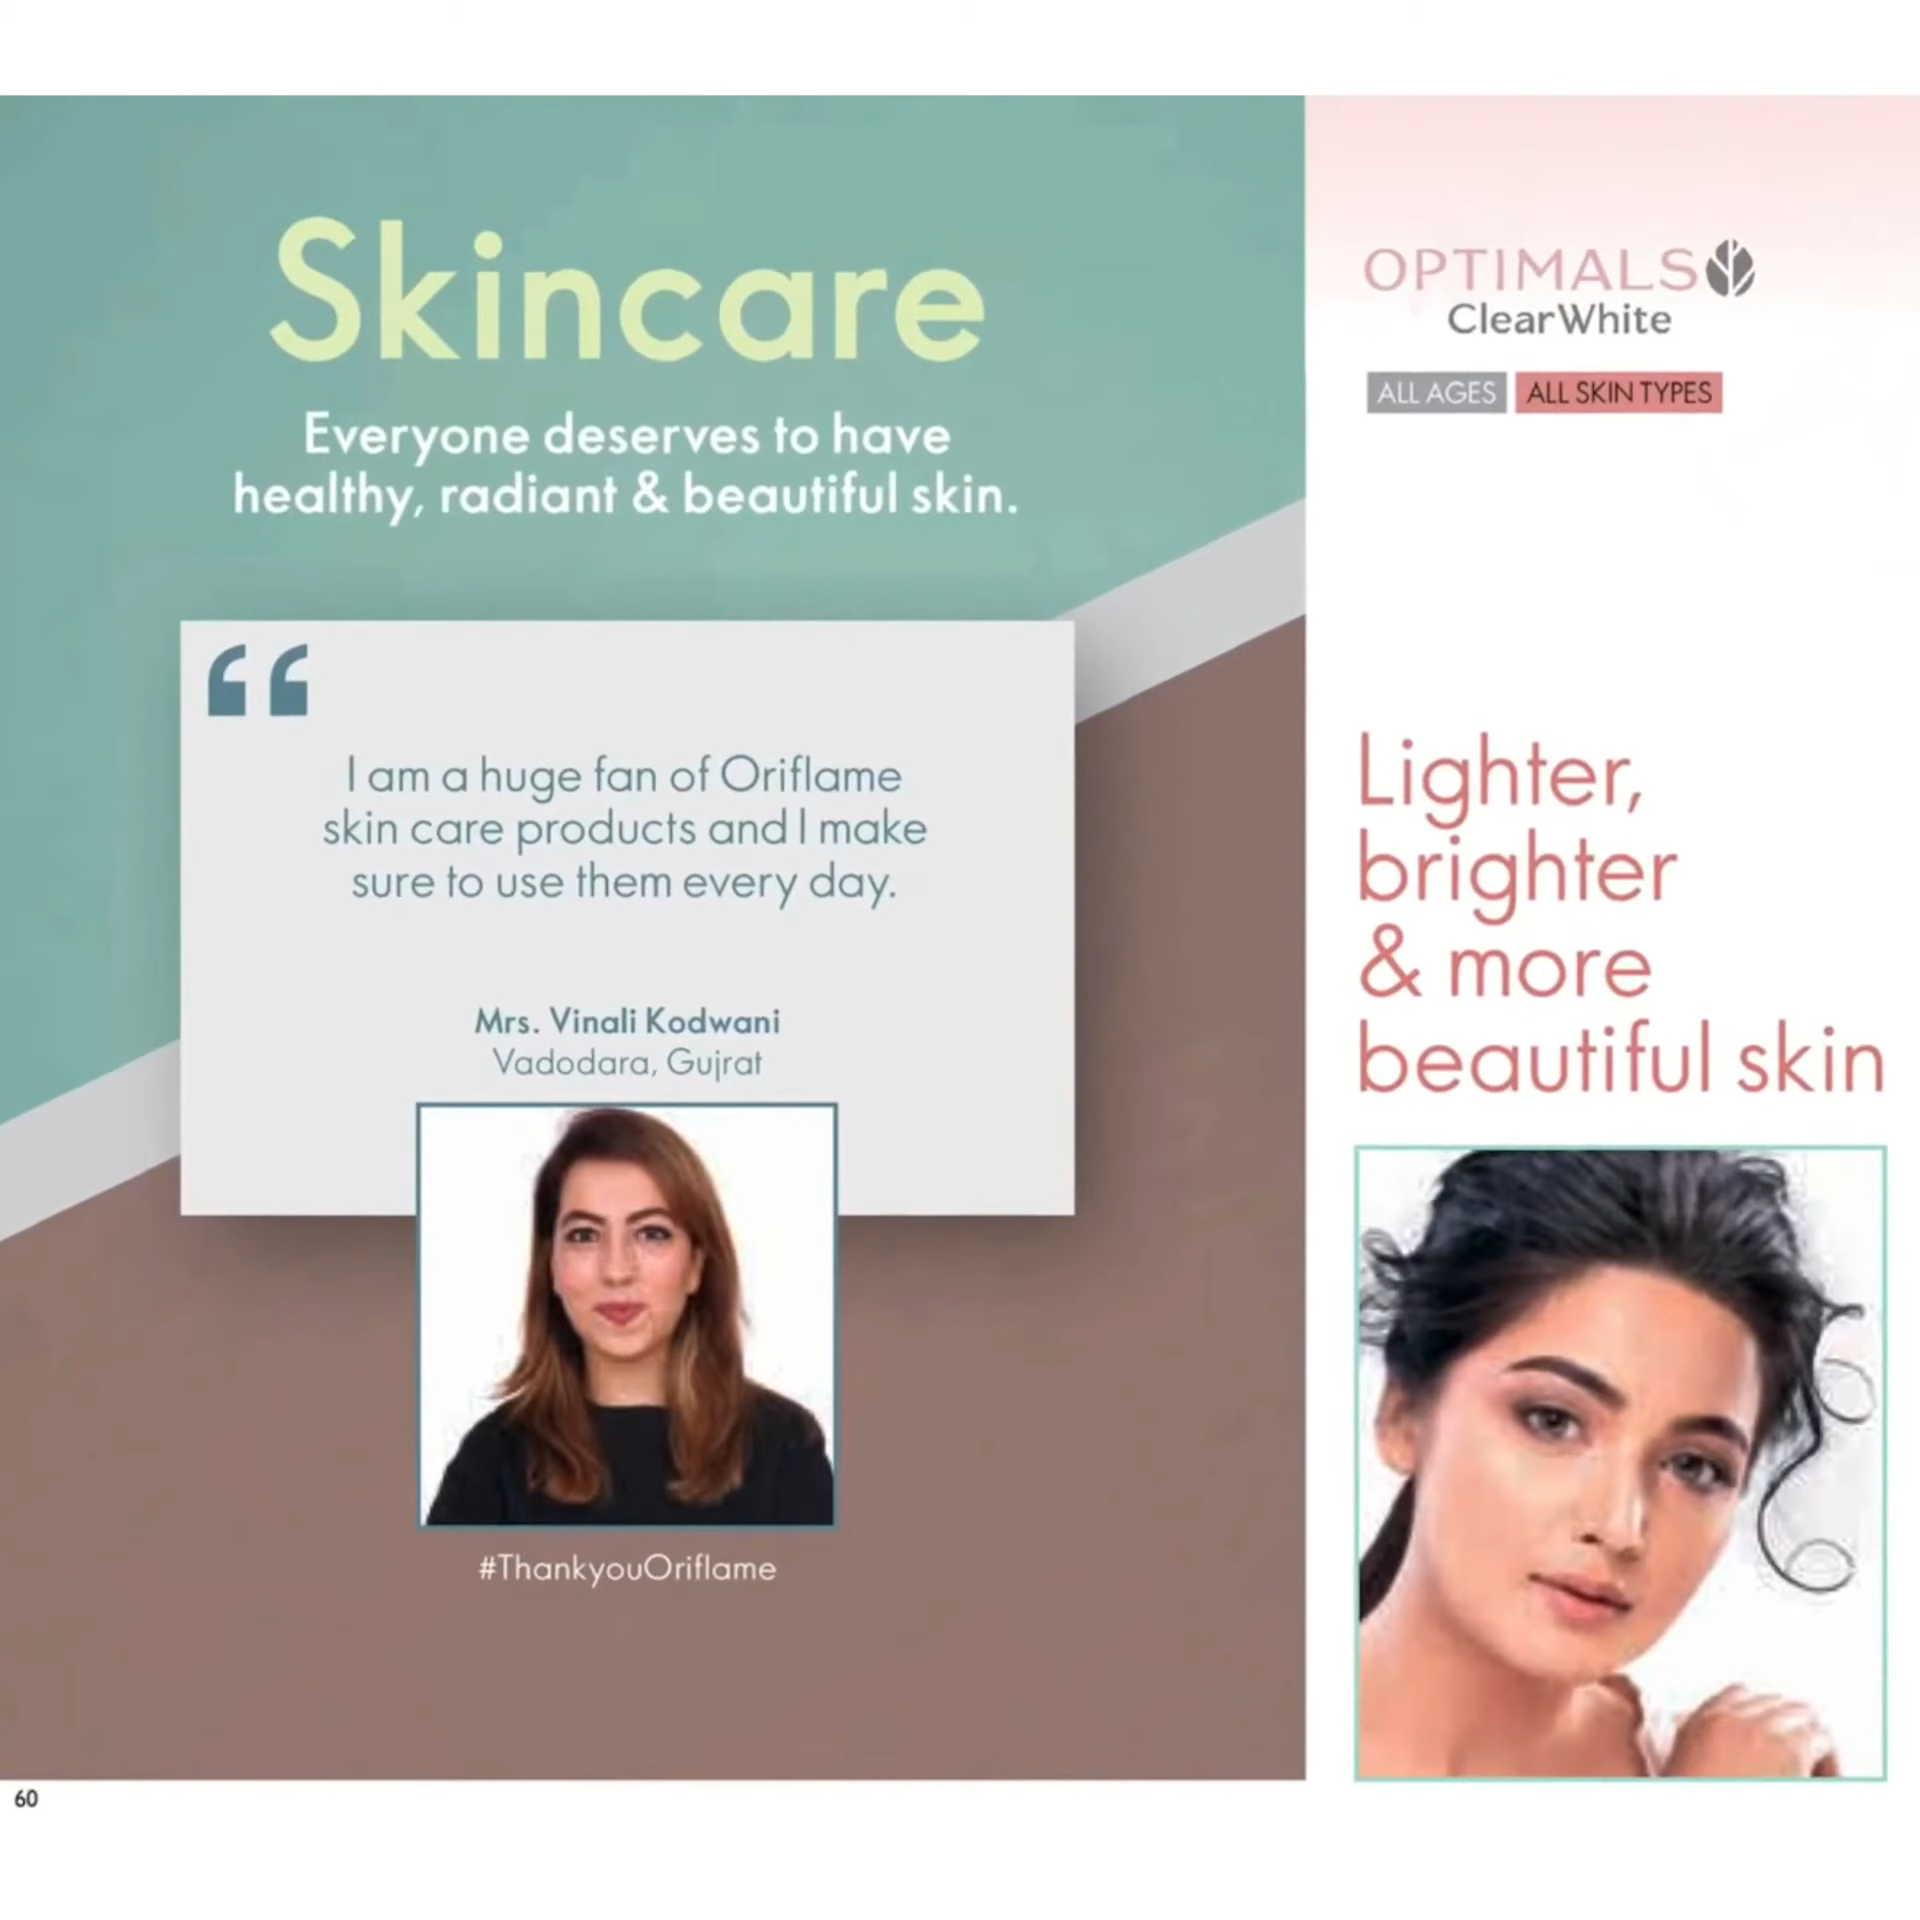 Skincare
Everyone deserves to have
healthy, radiant & beautiful skin.
“
I am a huge fan of Oriflame
skin care products and I make
sure to use them every day.
Mrs. Vinali Kodwani
Vadodara, Gujrat
#ThankyouOriflame
60
OPTIMALS
ClearWhite
ALL AGES ALL SKIN TYPES
Lighter,
brighter
& more
beautiful skin